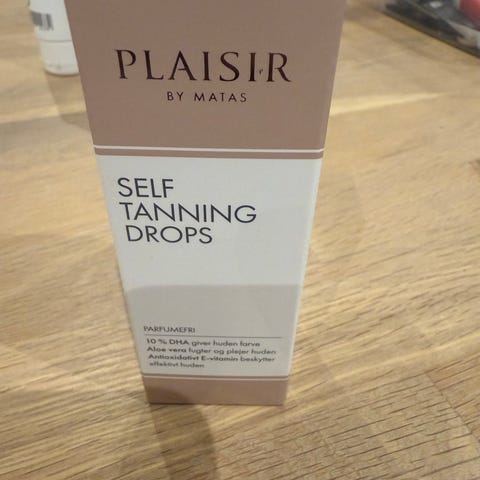 PLAISIR
BY MATAS
SELF
TANNING
DROPS
PARFUMEFRI
10 % DHA giver huden farve
Aloe vera fugter og plejer huden
Antioxidativt E-vitamin beskytter
effektivt huden